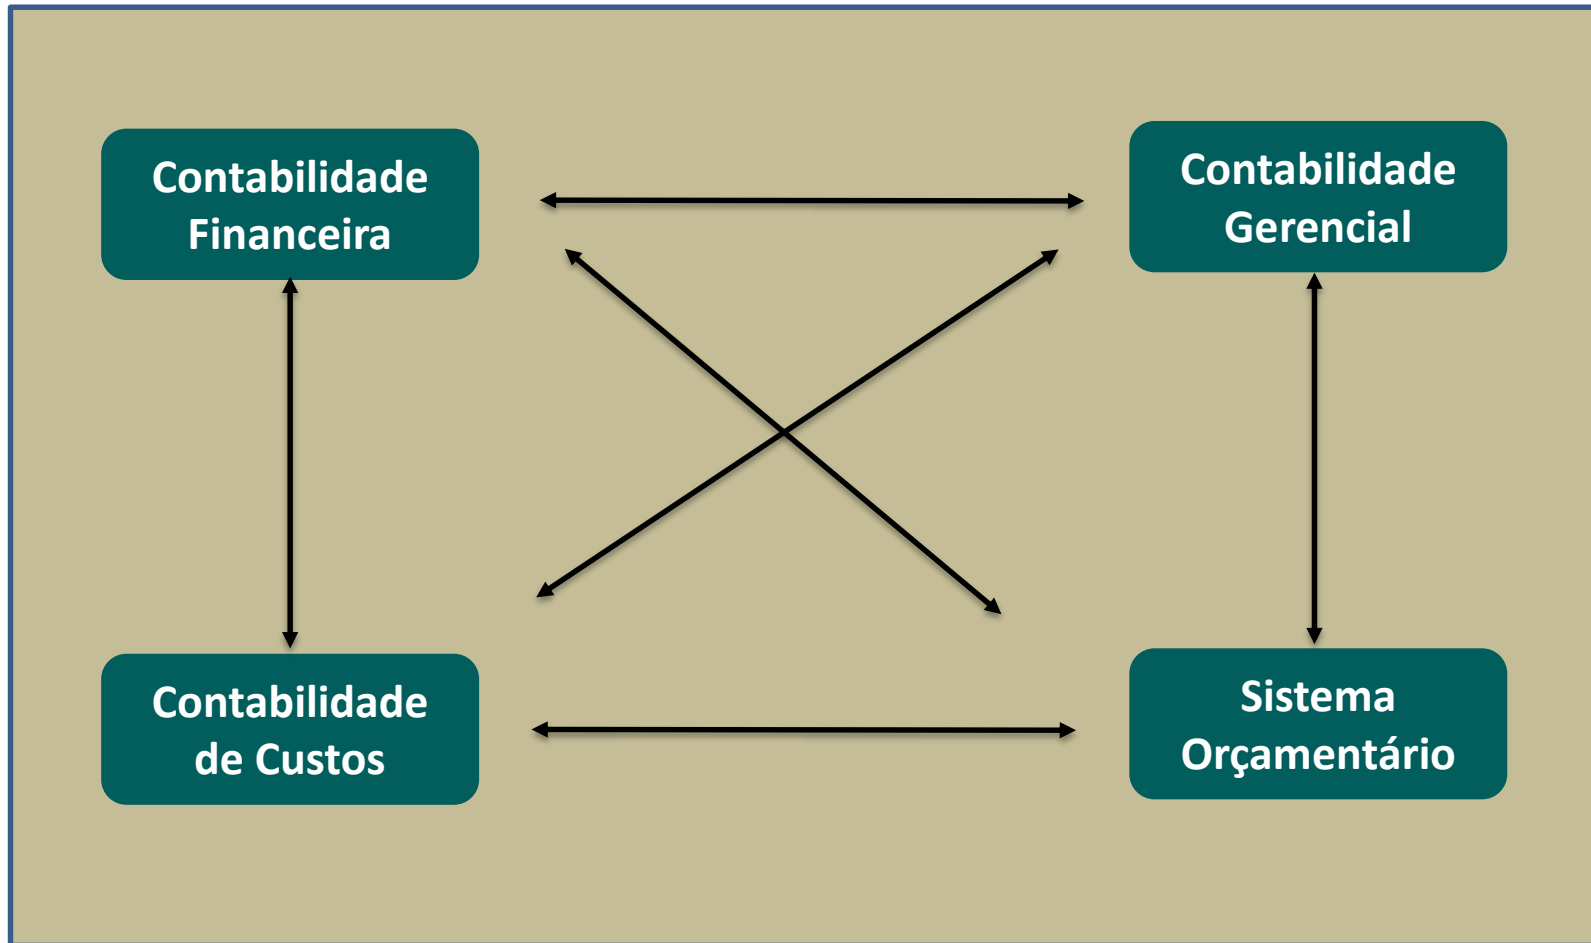 Contabilidade
Financeira
Contabilidade
Gerencial
Contabilidade
de Custos
Sistema
Orçamentário